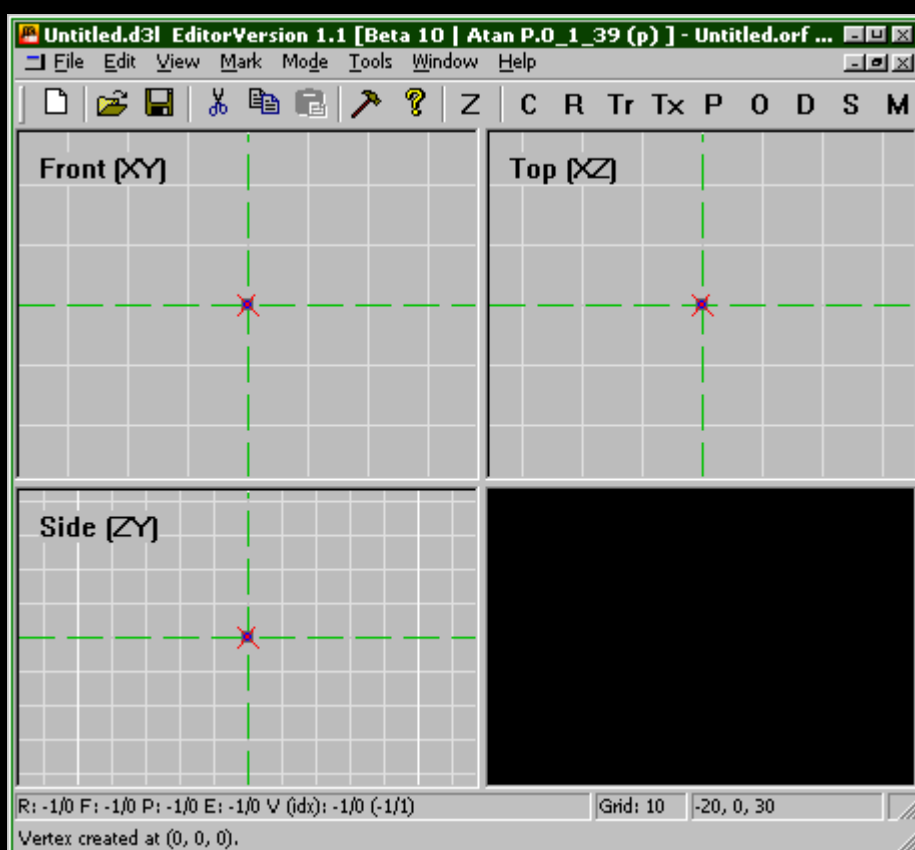 Untitled.d3l EditorVersion 1.1 [Beta 10 | Atan P.0_1_39 (p) ] - Untitled.orf ...
File Edit View Mark Mode Tools Window Help
Z C R Tr Tx P O D S M
Front (XY)
Top (XZ)
Side (ZY)
R: -1/0 F: -1/0 P: -1/0 E: -1/0 V (idx): -1/0 (-1/1)
Grid: 10
-20, 0, 30
Vertex created at (0, 0, 0).